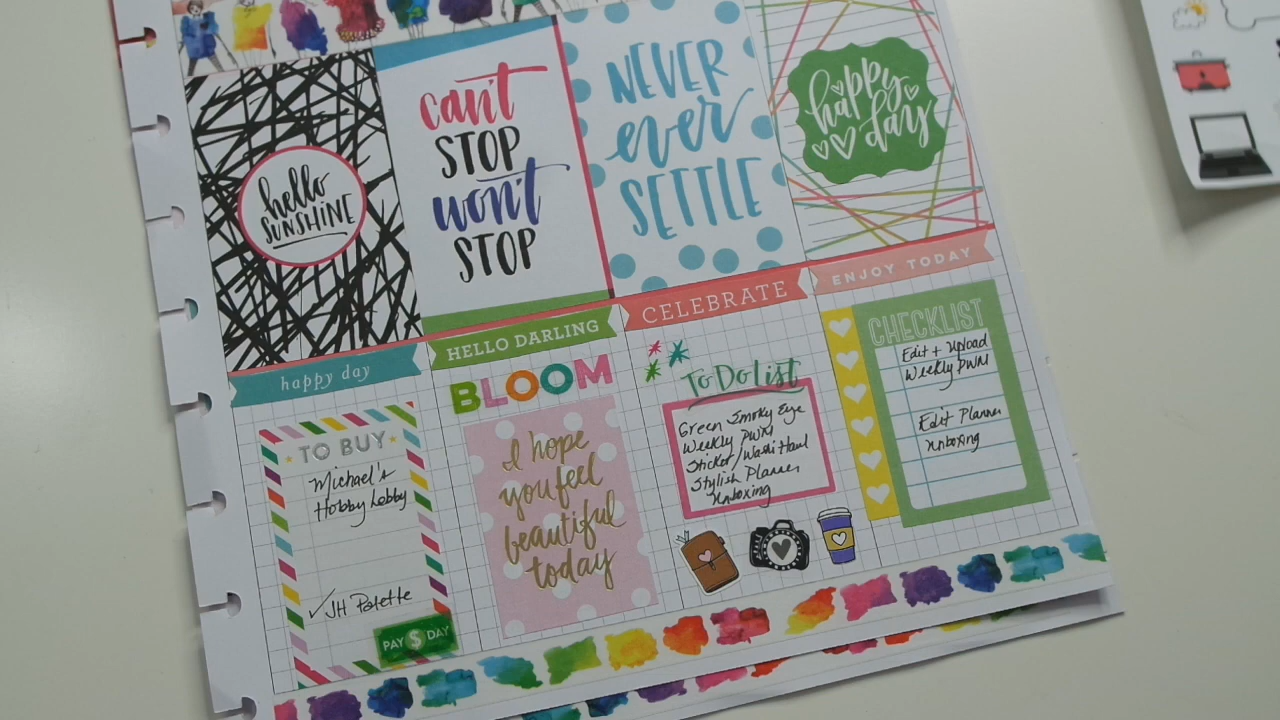 hello
SUNSHINE
can't
STOP
won't
STOP
NEVER
ever
SETTLE
happy
day
happy day
HELLO DARLING
CELEBRATE
ENJOY TODAY
TO BUY
Michael's
Hobby Lobby
✓JH Palette
PAY $ DAY
BLOOM
I hope
you feel
beautiful
today
To Do list
Green Smoky Eye
Weekly PWM
Sticker/Washi Haul
Stylish Planner
Unboxing
CHECKLIST
Edit + Upload
Weekly PWM
Edit Planner
Unboxing